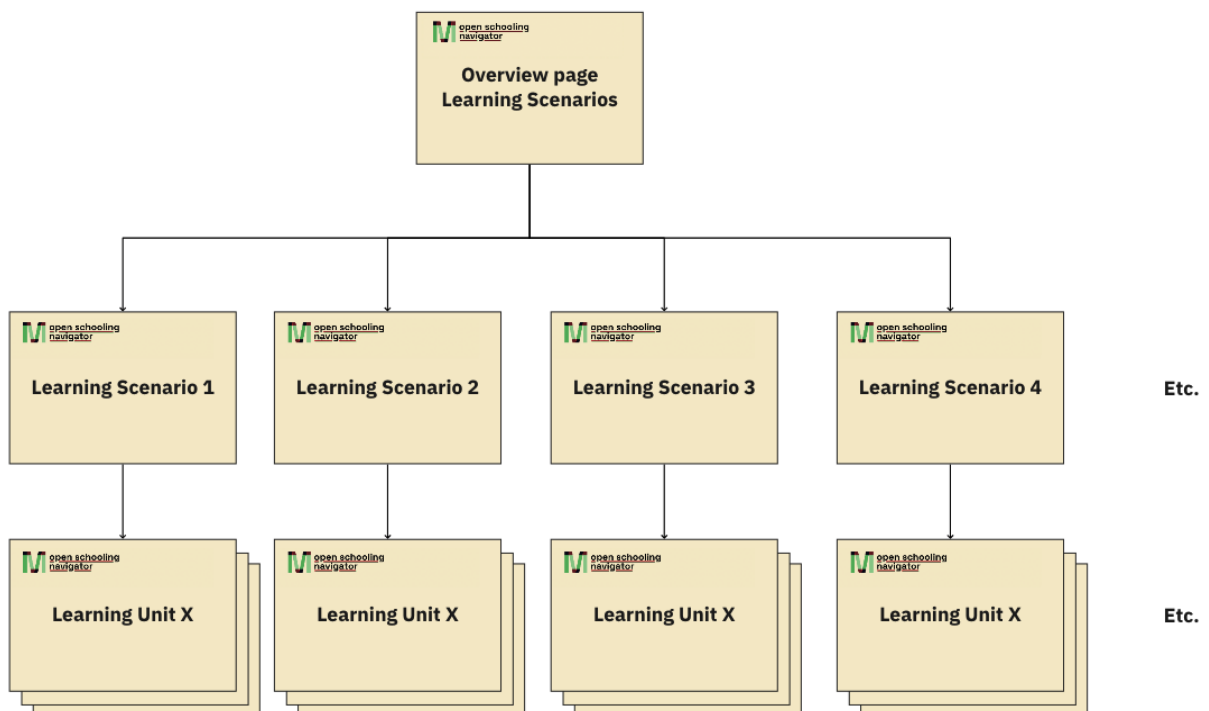 open schooling
navigator
Overview page
Learning Scenarios
open schooling
navigator
Learning Scenario 1
open schooling
navigator
Learning Scenario 2
open schooling
navigator
Learning Scenario 3
open schooling
navigator
Learning Scenario 4
Etc.
open schooling
navigator
Learning Unit X
open schooling
navigator
Learning Unit X
open schooling
navigator
Learning Unit X
open schooling
navigator
Learning Unit X
Etc.